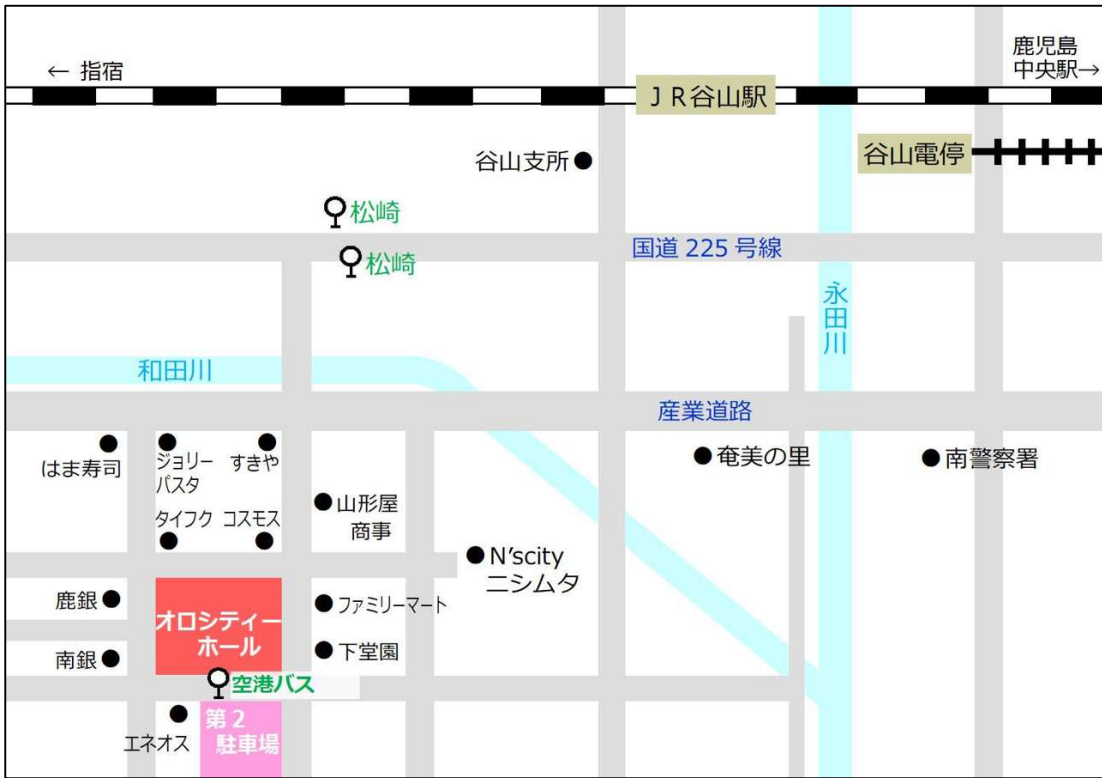 ← 指宿
鹿児島
中央駅→
ＪＲ谷山駅
谷山支所
谷山電停
松崎
国道 225 号線
松崎
永田川
和田川
産業道路
はま寿司
ジョリー
パスタ
すきや
奄美の里
南警察署
山形屋
商事
タイフク
コスモス
N'scity
ニシムタ
鹿銀
オロシティー
ホール
ファミリーマート
南銀
下堂園
空港バス
エネオス
第２
駐車場